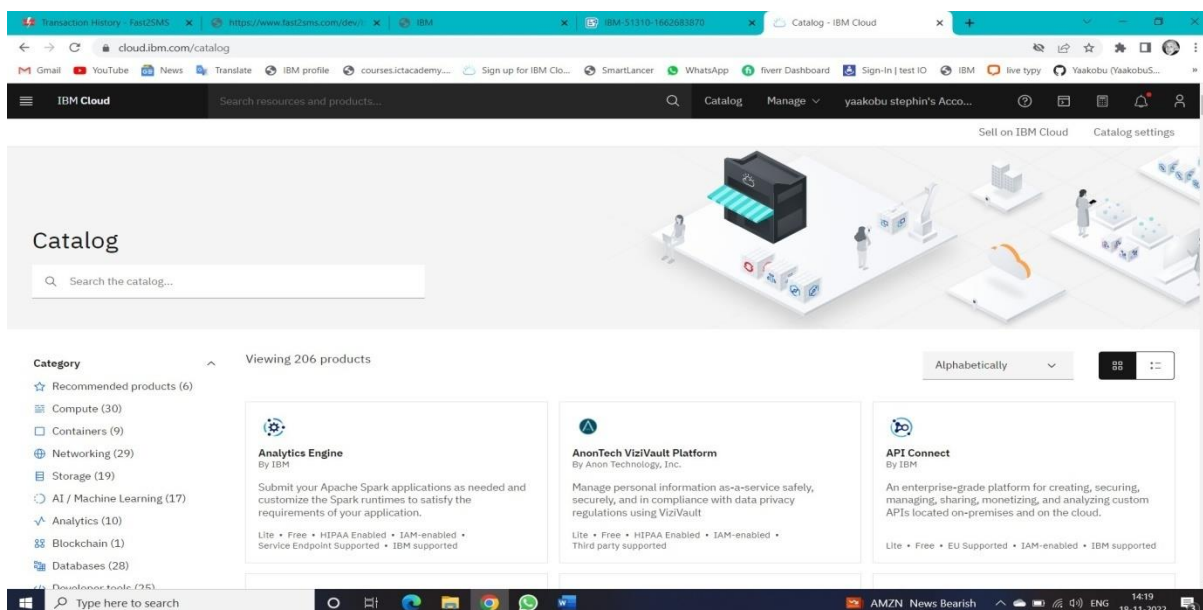 Transaction History - Fast2SMS
https://www.fast2sms.com/dev/
IBM
IBM-51310-1662683870
Catalog - IBM Cloud
cloud.ibm.com/catalog
Gmail
YouTube
News
Translate
IBM profile
courses.ictacademy....
Sign up for IBM Clo...
SmartLancer
WhatsApp
fiverr Dashboard
Sign-In | test IO
IBM
live typy
Yaakobu (YaakobuS...
IBM Cloud
Search resources and products...
Catalog
Manage
yaakobu stephin's Acco...
Sell on IBM Cloud
Catalog settings
Catalog
Search the catalog...
Category
Recommended products (6)
Compute (30)
Containers (9)
Networking (29)
Storage (19)
AI / Machine Learning (17)
Analytics (10)
Blockchain (1)
Databases (28)
Developer tools (25)
Viewing 206 products
Alphabetically
Analytics Engine
By IBM
Submit your Apache Spark applications as needed and
customize the Spark runtimes to satisfy the
requirements of your application.
Lite • Free • HIPAA Enabled • IAM-enabled •
Service Endpoint Supported • IBM supported
AnonTech ViziVault Platform
By Anon Technology, Inc.
Manage personal information as-a-service safely,
securely, and in compliance with data privacy
regulations using ViziVault
Lite • Free • HIPAA Enabled • IAM-enabled •
Third party supported
API Connect
By IBM
An enterprise-grade platform for creating, securing,
managing, sharing, monetizing, and analyzing custom
APIs located on-premises and on the cloud.
Lite • Free • EU Supported • IAM-enabled • IBM supported
Type here to search
AMZN News Bearish
ENG
14:19
18-11-2022